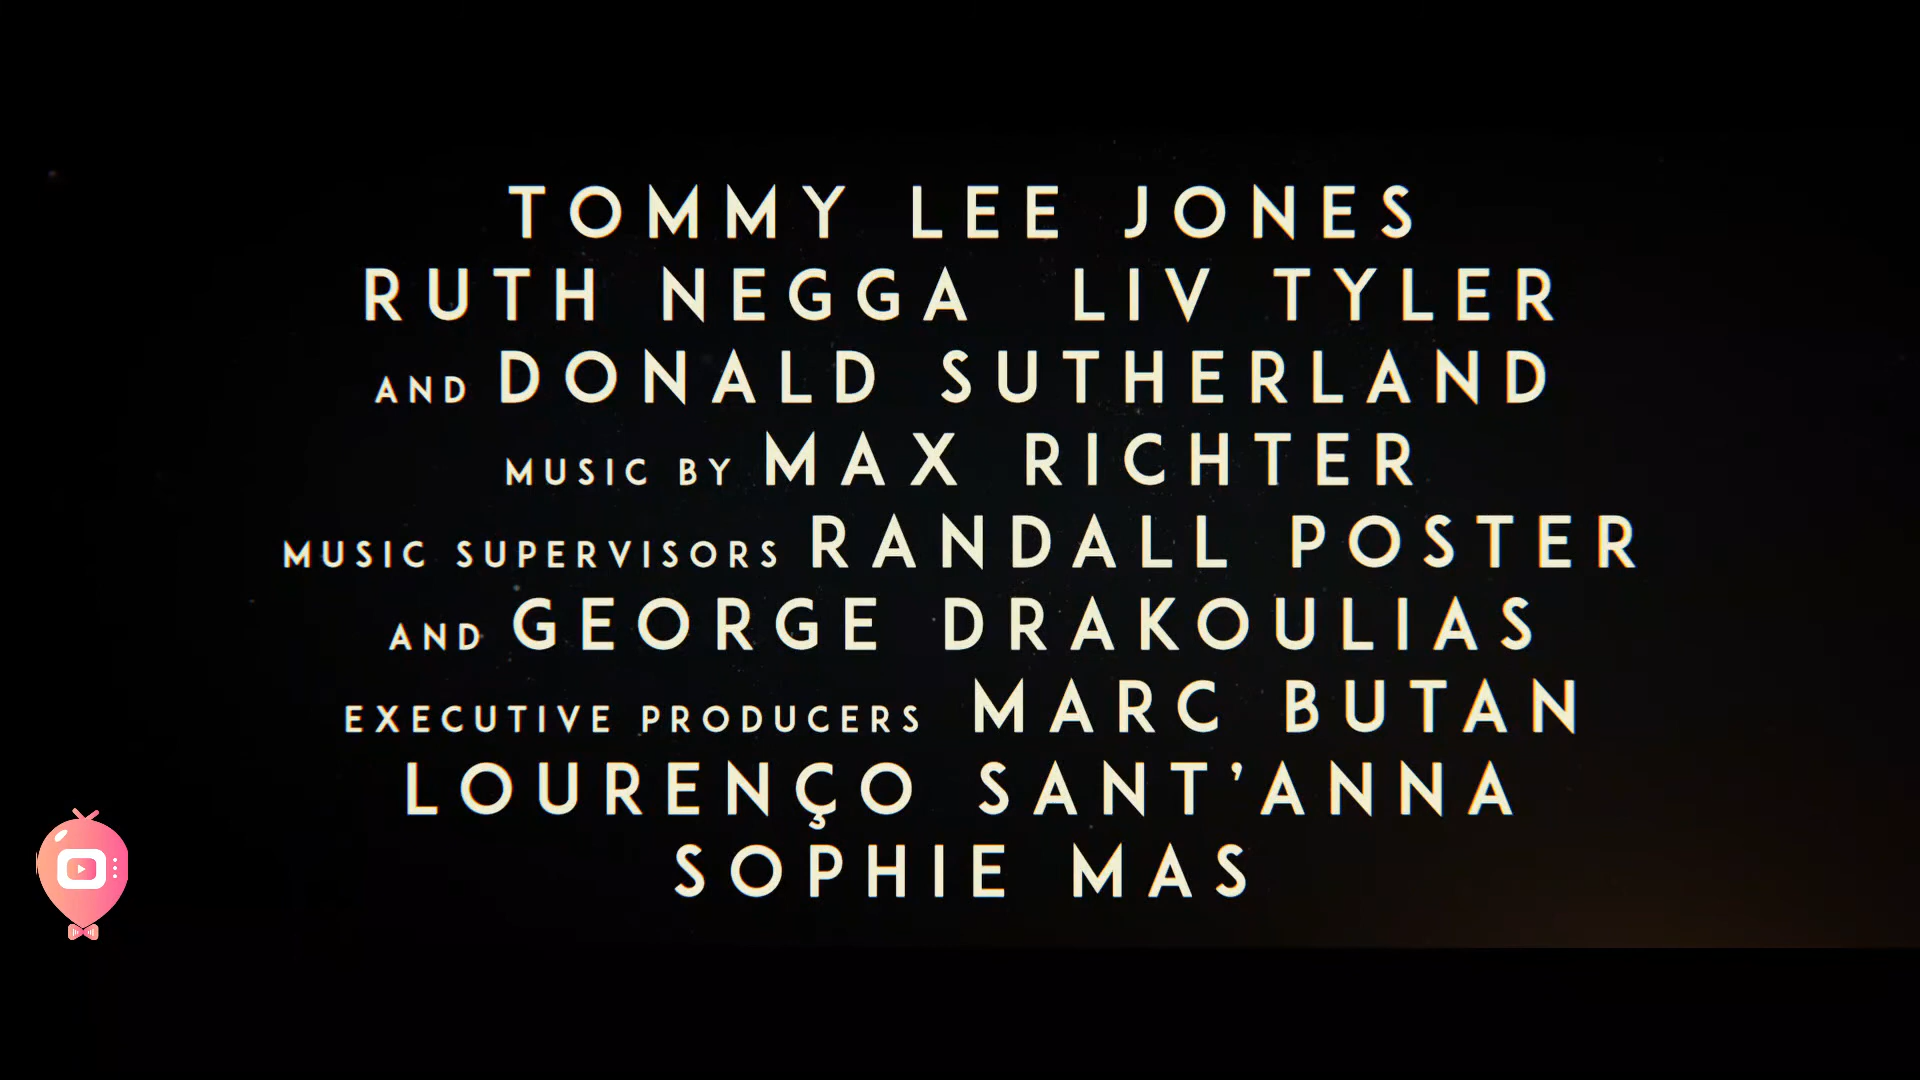 TOMMY LEE JONES
RUTH NEGGA LIV TYLER
AND DONALD SUTHERLAND
MUSIC BY MAX RICHTER
MUSIC SUPERVISORS RANDALL POSTER
AND GEORGE DRAKOULIAS
EXECUTIVE PRODUCERS MARC BUTAN
LOURENÇO SANT’ANNA
SOPHIE MAS